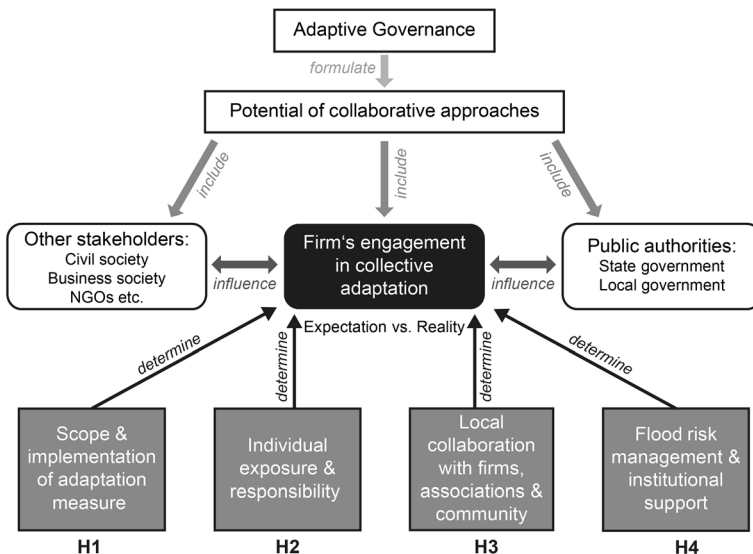 Adaptive Governance
formulate
Potential of collaborative approaches
include
include
include
Other stakeholders:
Civil society
Business society
NGOs etc.
influence
Firm‘s engagement
in collective
adaptation
influence
Public authorities:
State government
Local government
Expectation vs. Reality
determine
determine
determine
determine
Scope &
implementation
of adaptation
measure
Individual
exposure &
responsibility
Local
collaboration
with firms,
associations &
community
Flood risk
management &
institutional
support
H1
H2
H3
H4